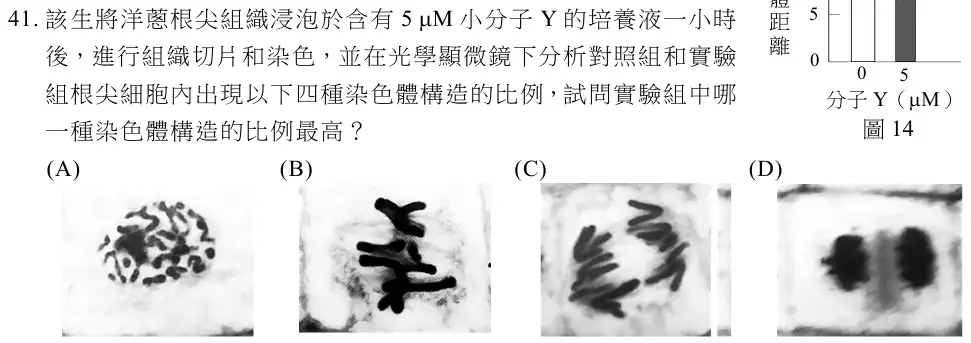 41. 該生將洋蔥根尖組織浸泡於含有 5 μM 小分子 Y 的培養液一小時
後，進行組織切片和染色，並在光學顯微鏡下分析對照組和實驗
組根尖細胞內出現以下四種染色體構造的比例，試問實驗組中哪
一種染色體構造的比例最高？
體
距
離
5
0
0 5
分子 Y（μM）
圖 14
(A) (B) (C) (D)